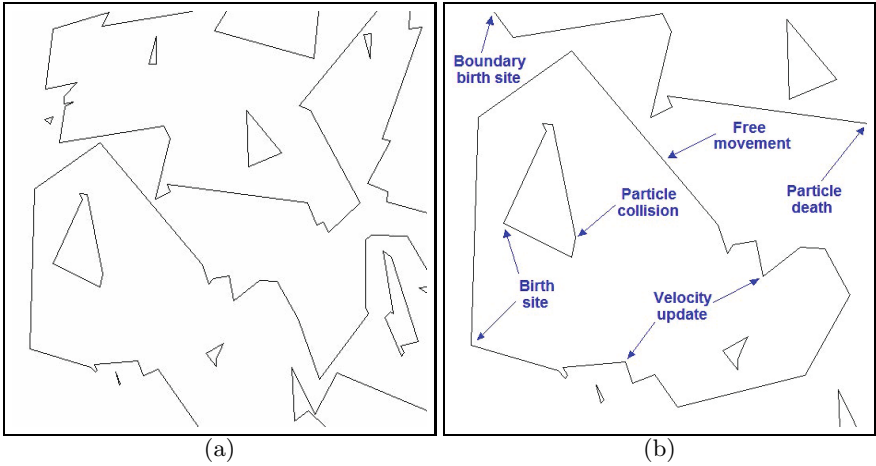 Boundary
birth site
Free
movement
Particle
death
Particle
collision
Birth
site
Velocity
update
(a)
(b)